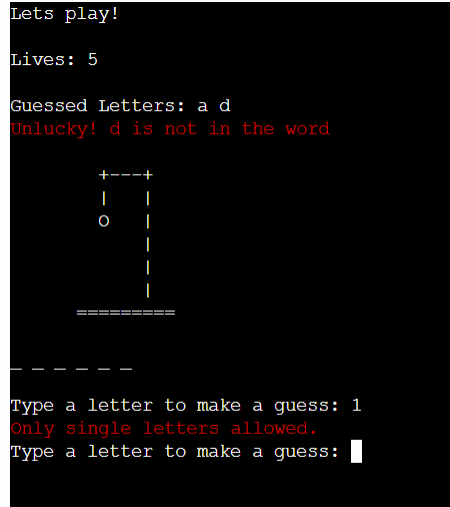 Lets play!
Lives: 5
Guessed Letters: a d
Unlucky! d is not in the word
+---+
|   |
O   |
|
|
|
=========
_ _ _ _ _ _
Type a letter to make a guess: 1
Only single letters allowed.
Type a letter to make a guess: